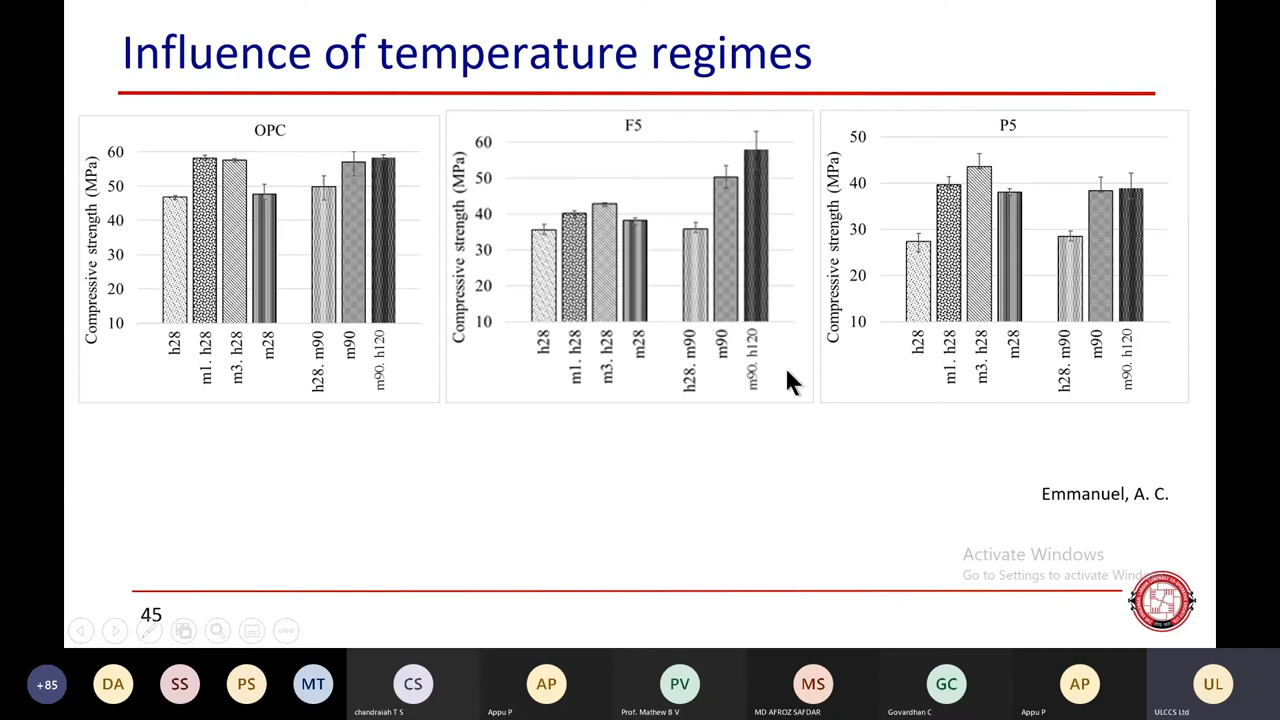 Influence of temperature regimes
OPC
Compressive strength (MPa)
60
50
40
30
20
10
h28
m1. h28
m3. h28
m28
h28. m90
m90
m90. h120
F5
Compressive strength (MPa)
60
50
40
30
20
10
h28
m1. h28
m3. h28
m28
h28. m90
m90
m90. h120
P5
Compressive strength (MPa)
50
40
30
20
10
h28
m1. h28
m3. h28
m28
h28. m90
m90
m90. h120
Emmanuel, A. C.
Activate Windows
Go to Settings to activate
45
+85
DA
SS
PS
MT
CS
chandraiah T S
AP
Appu P
PV
Prof. Mathew B V
MS
MD AFROZ SAFDAR
GC
Govardhan C
AP
Appu P
UL
ULCCS Ltd